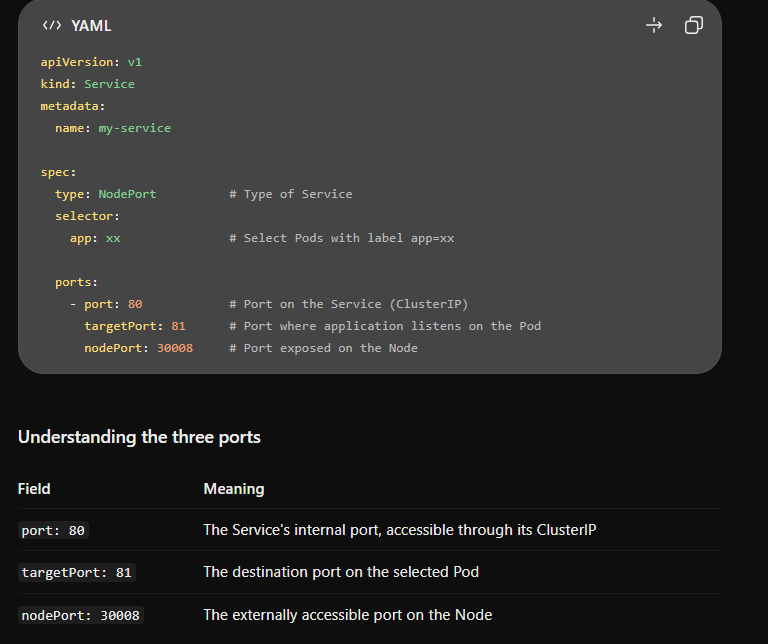 </> YAML
apiVersion: v1
kind: Service
metadata:
  name: my-service
spec:
  type: NodePort          # Type of Service
  selector:
    app: xx               # Select Pods with label app=xx
  ports:
    - port: 80            # Port on the Service (ClusterIP)
      targetPort: 81      # Port where application listens on the Pod
      nodePort: 30008     # Port exposed on the Node
Understanding the three ports
Field Meaning
port: 80 The Service's internal port, accessible through its ClusterIP
targetPort: 81 The destination port on the selected Pod
nodePort: 30008 The externally accessible port on the Node